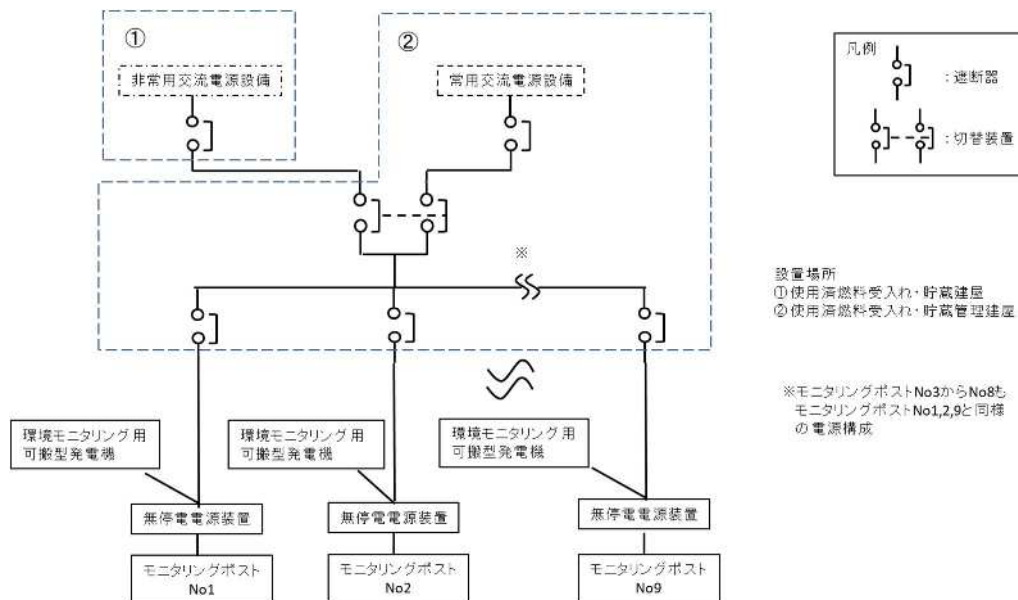 ①
②
非常用交流電源設備
常用交流電源設備
凡例
：遮断器
：切替装置
※
設置場所
①使用済燃料受入れ・貯蔵建屋
②使用済燃料受入れ・貯蔵管理建屋
※モニタリングポストNo3からNo8も
モニタリングポストNo1,2,9と同様
の電源構成
環境モニタリング用
可搬型発電機
環境モニタリング用
可搬型発電機
環境モニタリング用
可搬型発電機
無停電電源装置
無停電電源装置
無停電電源装置
モニタリングポスト
No1
モニタリングポスト
No2
モニタリングポスト
No9